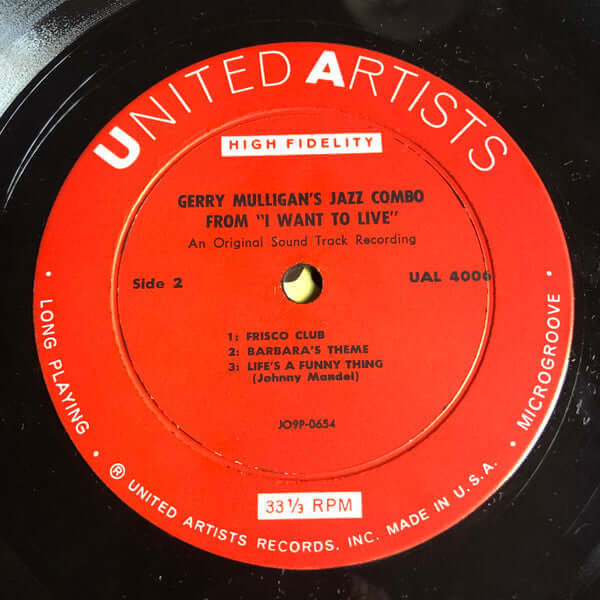 UNITED ARTISTS
HIGH FIDELITY
GERRY MULLIGAN'S JAZZ COMBO
FROM "I WANT TO LIVE"
An Original Sound Track Recording
Side 2
UAL 4006
1: FRISCO CLUB
2: BARBARA'S THEME
3: LIFE'S A FUNNY THING
(Johnny Mandel)
JO9P-0654
33 1/3 RPM
• LONG PLAYING •
Ⓡ UNITED ARTISTS RECORDS, INC. MADE IN U.S.A.
• MICROGROOVE •